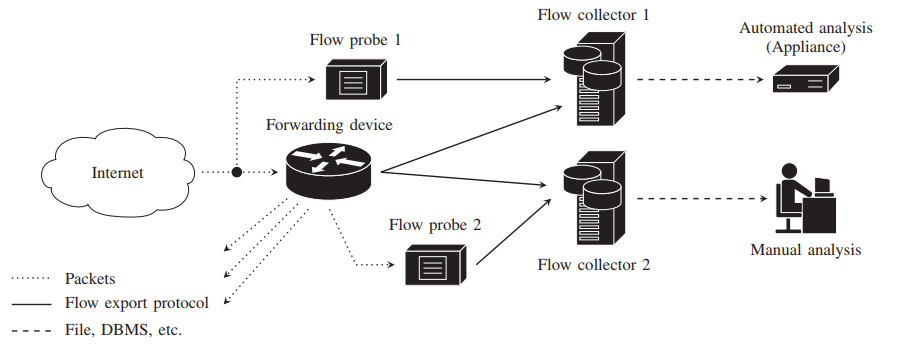 Flow collector 1
Automated analysis
(Appliance)
Flow probe 1
Forwarding device
Internet
Flow probe 2
Manual analysis
Flow collector 2
Packets
Flow export protocol
File, DBMS, etc.